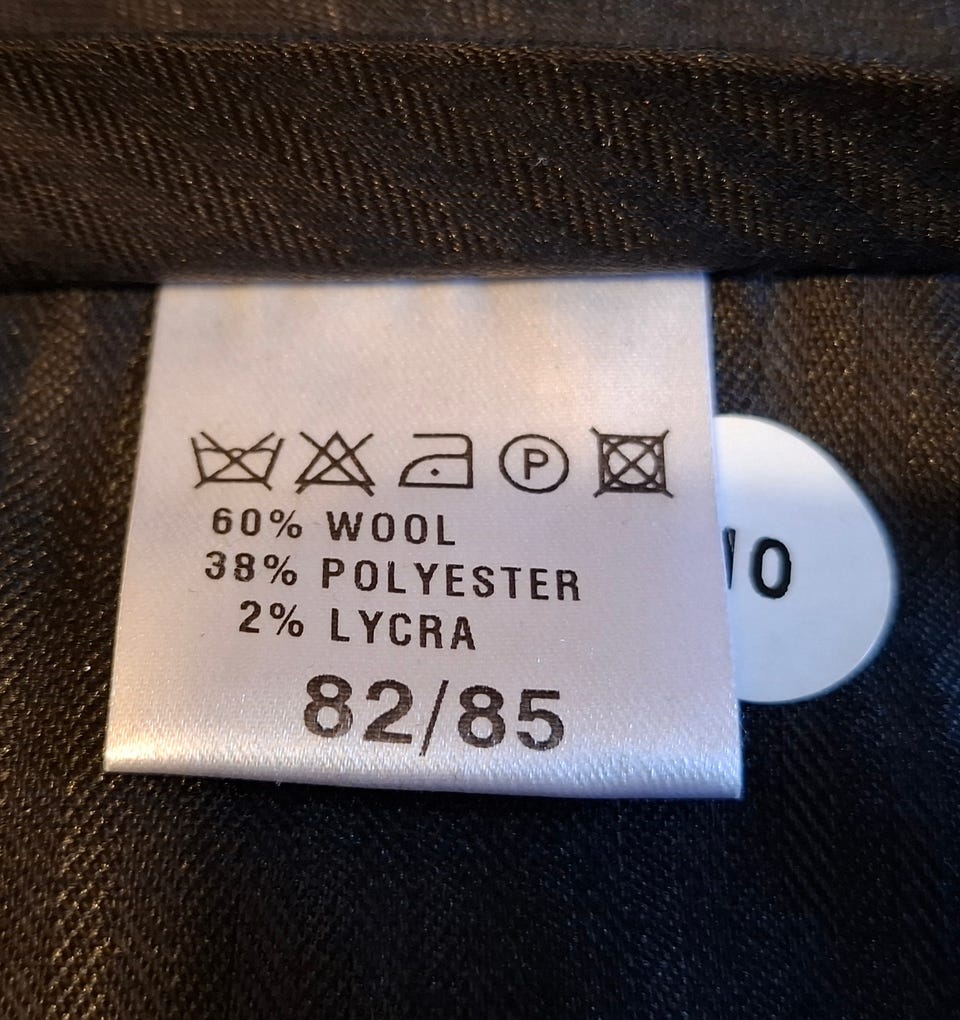 P
60% WOOL
38% POLYESTER
2% LYCRA
82/85